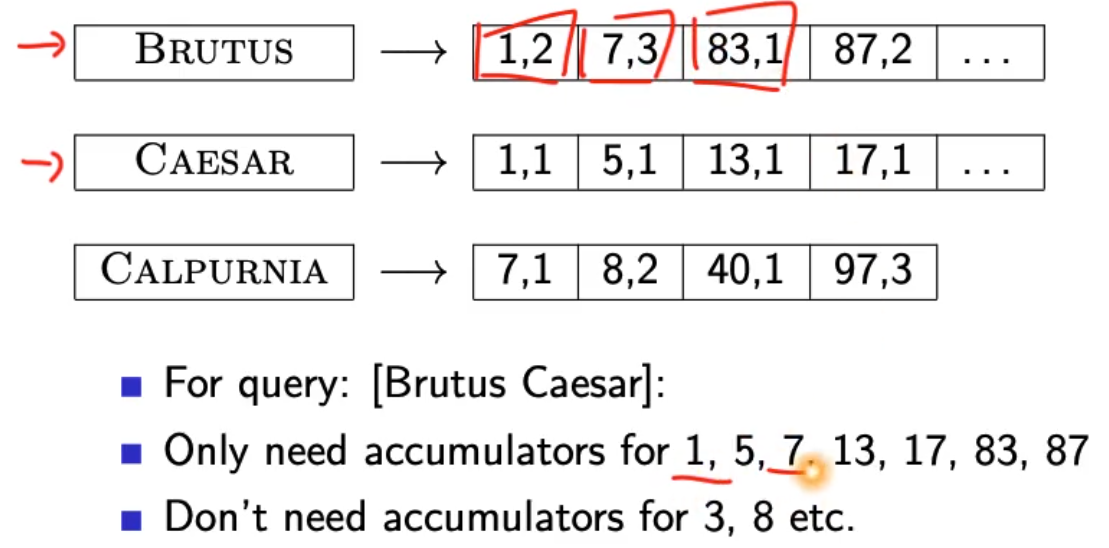 BRUTUS → 1,2 7,3 83,1 87,2 ...
CAESAR → 1,1 5,1 13,1 17,1 ...
CALPURNIA → 7,1 8,2 40,1 97,3
For query: [Brutus Caesar]:
Only need accumulators for 1, 5, 7, 13, 17, 83, 87
Don't need accumulators for 3, 8 etc.